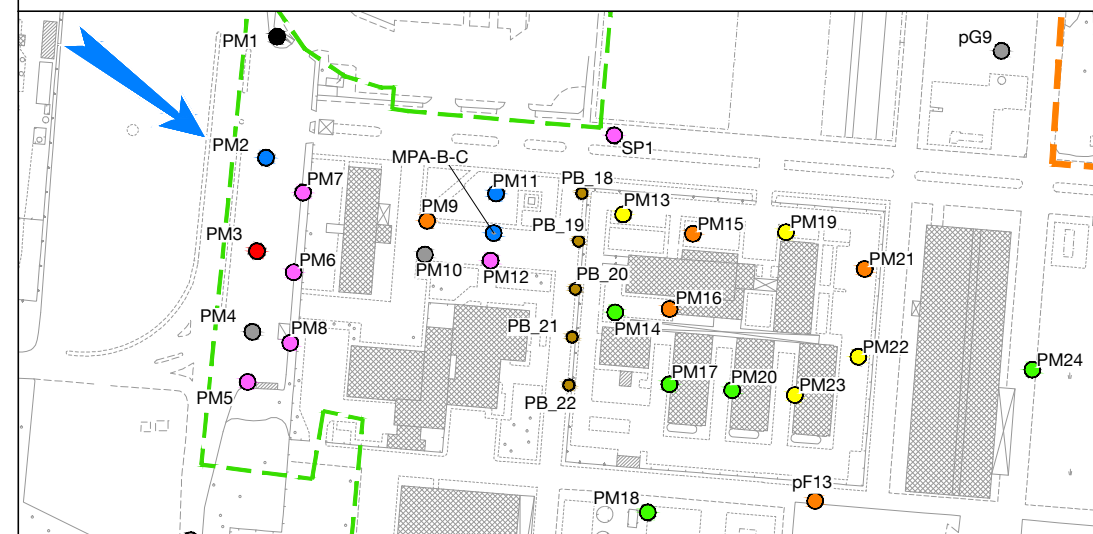 PM1
pG9
PM2
MPA-B-C
SP1
PM7
PM11
PB_18
PM9
PM13
PM15
PM19
PM3
PB_19
PM6
PM10
PM12
PM21
PB_20
PM16
PM4
PM14
PM8
PB_21
PM22
PM24
PM17
PM20
PM23
PM5
PB_22
pF13
PM18